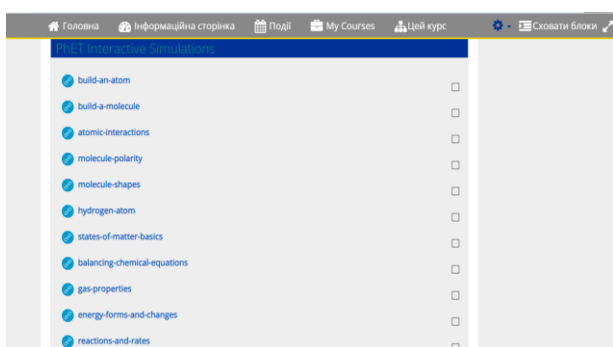 Головна Інформаційна сторінка Події My Courses Цей курс Сховати блоки
PhET Interactive Simulations
build-an-atom
build-a-molecule
atomic-interactions
molecule-polarity
molecule-shapes
hydrogen-atom
states-of-matter-basics
balancing-chemical-equations
gas-properties
energy-forms-and-changes
reactions-and-rates